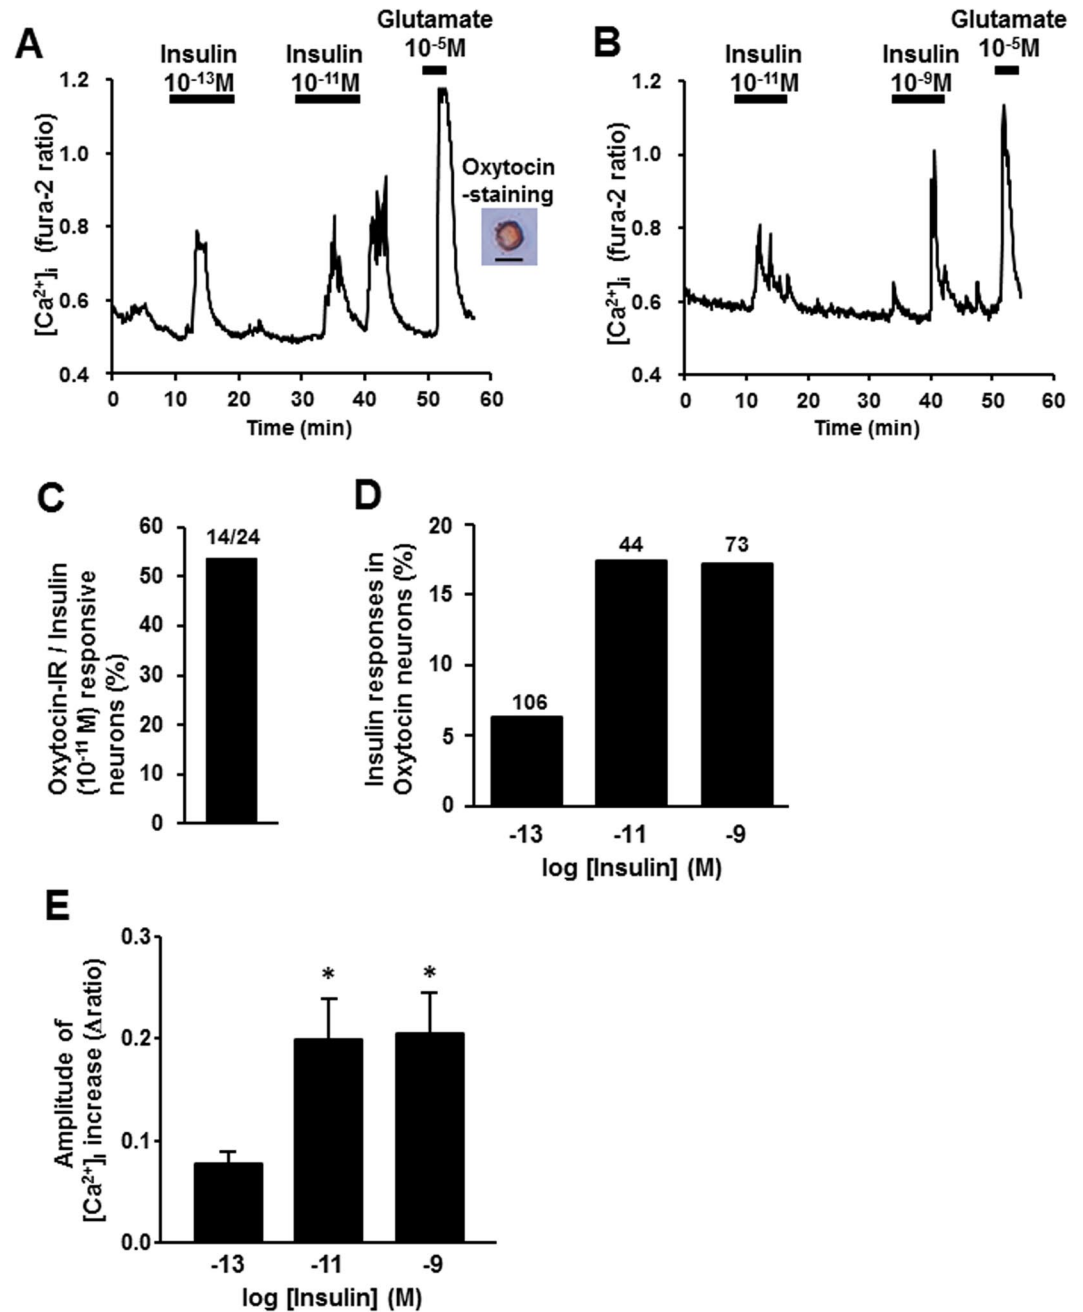 A
Insulin
10-13M
Insulin
10-11M
Glutamate
10-5M
Oxytocin
-staining
[Ca2+]i (fura-2 ratio)
1.2
1.0
0.8
0.6
0.4
0 10 20 30 40 50 60
Time (min)
B
Insulin
10-11M
Insulin
10-9M
Glutamate
10-5M
[Ca2+]i (fura-2 ratio)
1.2
1.0
0.8
0.6
0.4
0 10 20 30 40 50 60
Time (min)
C
Oxytocin-IR / Insulin
(10-11 M) responsive
neurons (%)
60
50
40
30
20
10
0
14/24
D
Insulin responses in
Oxytocin neurons (%)
20
15
10
5
0
106
44
73
-13 -11 -9
log [Insulin] (M)
E
Amplitude of
[Ca2+]i increase (Δratio)
0.3
0.2
0.1
0.0
* *
-13 -11 -9
log [Insulin] (M)